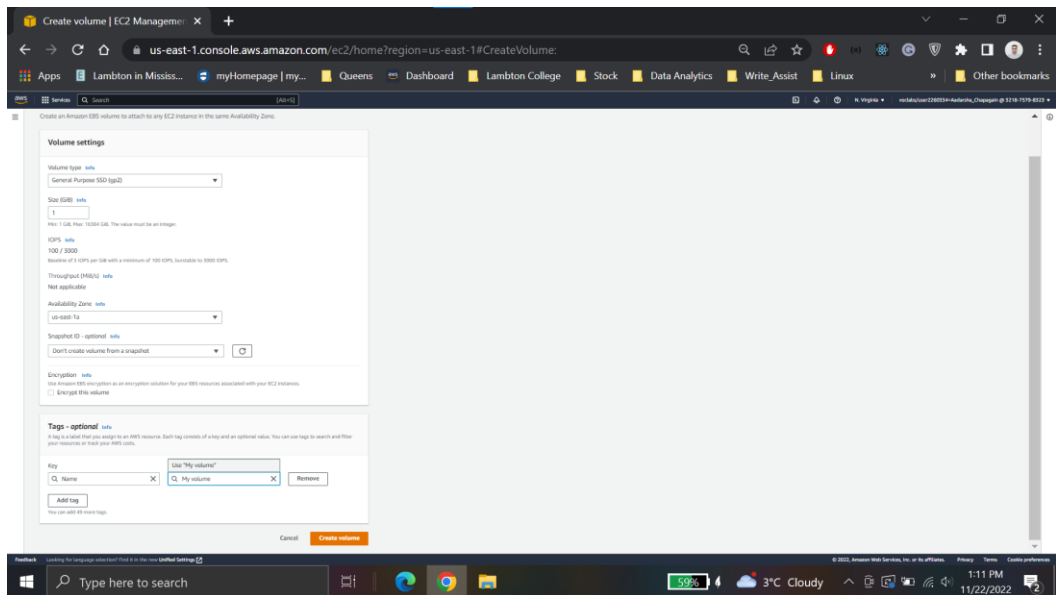 Create volume | EC2 Managemen
us-east-1.console.aws.amazon.com/ec2/home?region=us-east-1#CreateVolume:
Apps Lambton in Mississ... myHomepage | my... Queens Dashboard Lambton College Stock Data Analytics Write_Assist Linux » Other bookmarks
aws Services Search [Alt+S] N. Virginia
Create an Amazon EBS volume to attach to any EC2 instance in the same Availability Zone.
Volume settings
Volume type Info
General Purpose SSD (gp2)
Size (GiB) Info
1
Min: 1 GiB, Max: 16384 GiB. The value must be an integer.
IOPS Info
100 / 3000
Baseline of 3 IOPS per GiB with a minimum of 100 IOPS, burstable to 3000 IOPS.
Throughput (MiB/s) Info
Not applicable
Availability Zone Info
us-east-1a
Snapshot ID - optional Info
Don't create volume from a snapshot
Encryption Info
Use Amazon EBS encryption as an encryption solution for your EBS resources associated with your EC2 instances.
Encrypt this volume
Tags - optional Info
A tag is a label that you assign to an AWS resource. Each tag consists of a key and an optional value. You can use tags to search and filter
your resources or track your AWS costs.
Key Use "My volume"
Name My volume Remove
Add tag
You can add 49 more tags.
Cancel Create volume
Feedback Looking for language selection? Find it in the new Unified Settings © 2022, Amazon Web Services, Inc. or its affiliates. Privacy Terms Cookie preferences
Type here to search 59% 3°C Cloudy 1:11 PM
11/22/2022 2